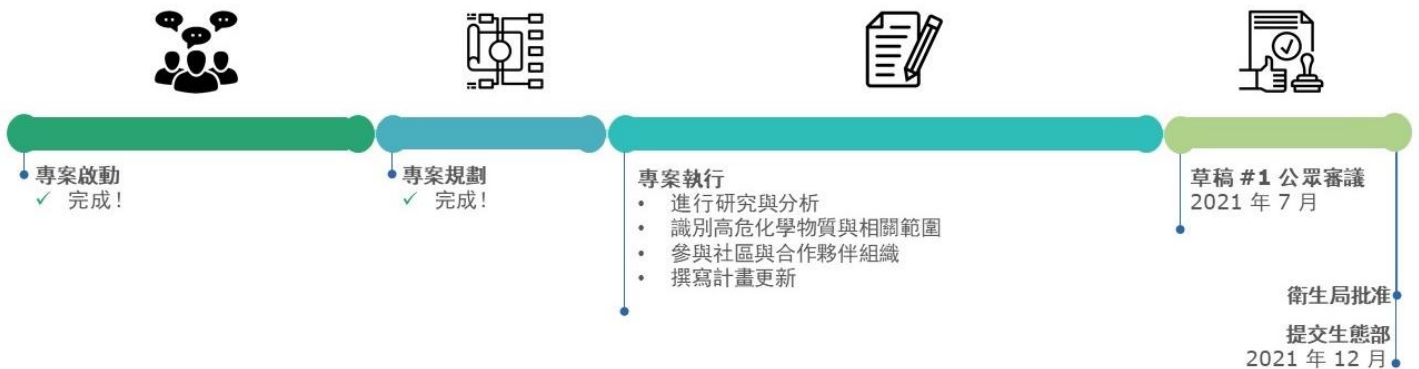 專案啟動
✓ 完成！
專案規劃
✓ 完成！
專案執行
• 進行研究與分析
• 識別高危化學物質與相關範圍
• 參與社區與合作夥伴組織
• 撰寫計畫更新
草稿 #1 公眾審議
2021 年 7 月
衛生局批准
提交生態部
2021 年 12 月